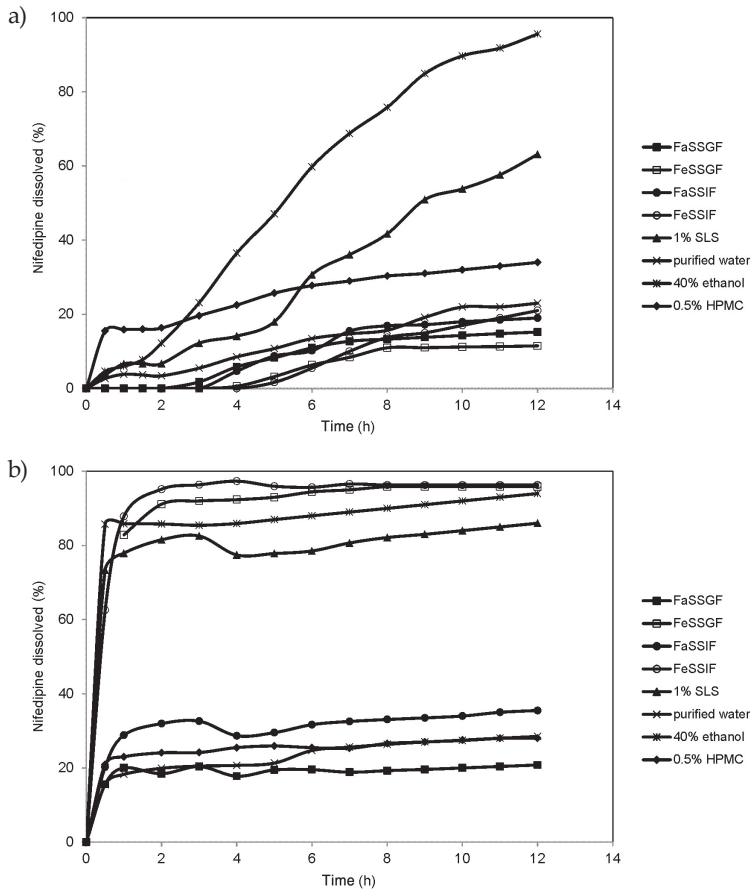 a)
Nifedipine dissolved (%)
100
80
60
40
20
0
0 2 4 6 8 10 12 14
Time (h)
FaSSGF
FeSSGF
FaSSIF
FeSSIF
1% SLS
purified water
40% ethanol
0.5% HPMC
b)
Nifedipine dissolved (%)
100
80
60
40
20
0
0 2 4 6 8 10 12 14
Time (h)
FaSSGF
FeSSGF
FaSSIF
FeSSIF
1% SLS
purified water
40% ethanol
0.5% HPMC